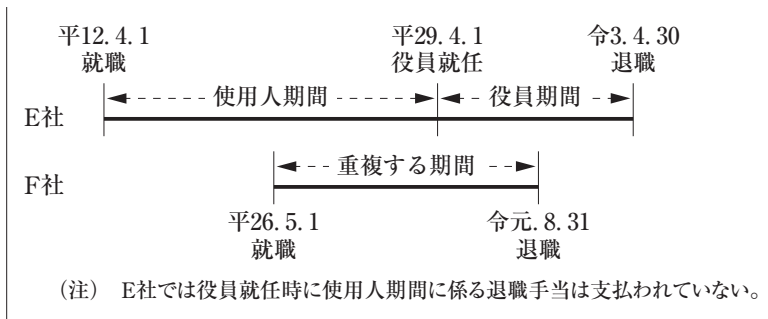 平12.4.1 平29.4.1 令3.4.30
就職 役員就任 退職
使用人期間 役員期間
E社
重複する期間
F社
平26.5.1 令元.8.31
就職 退職
(注) E社では役員就任時に使用人期間に係る退職手当は支払われていない。